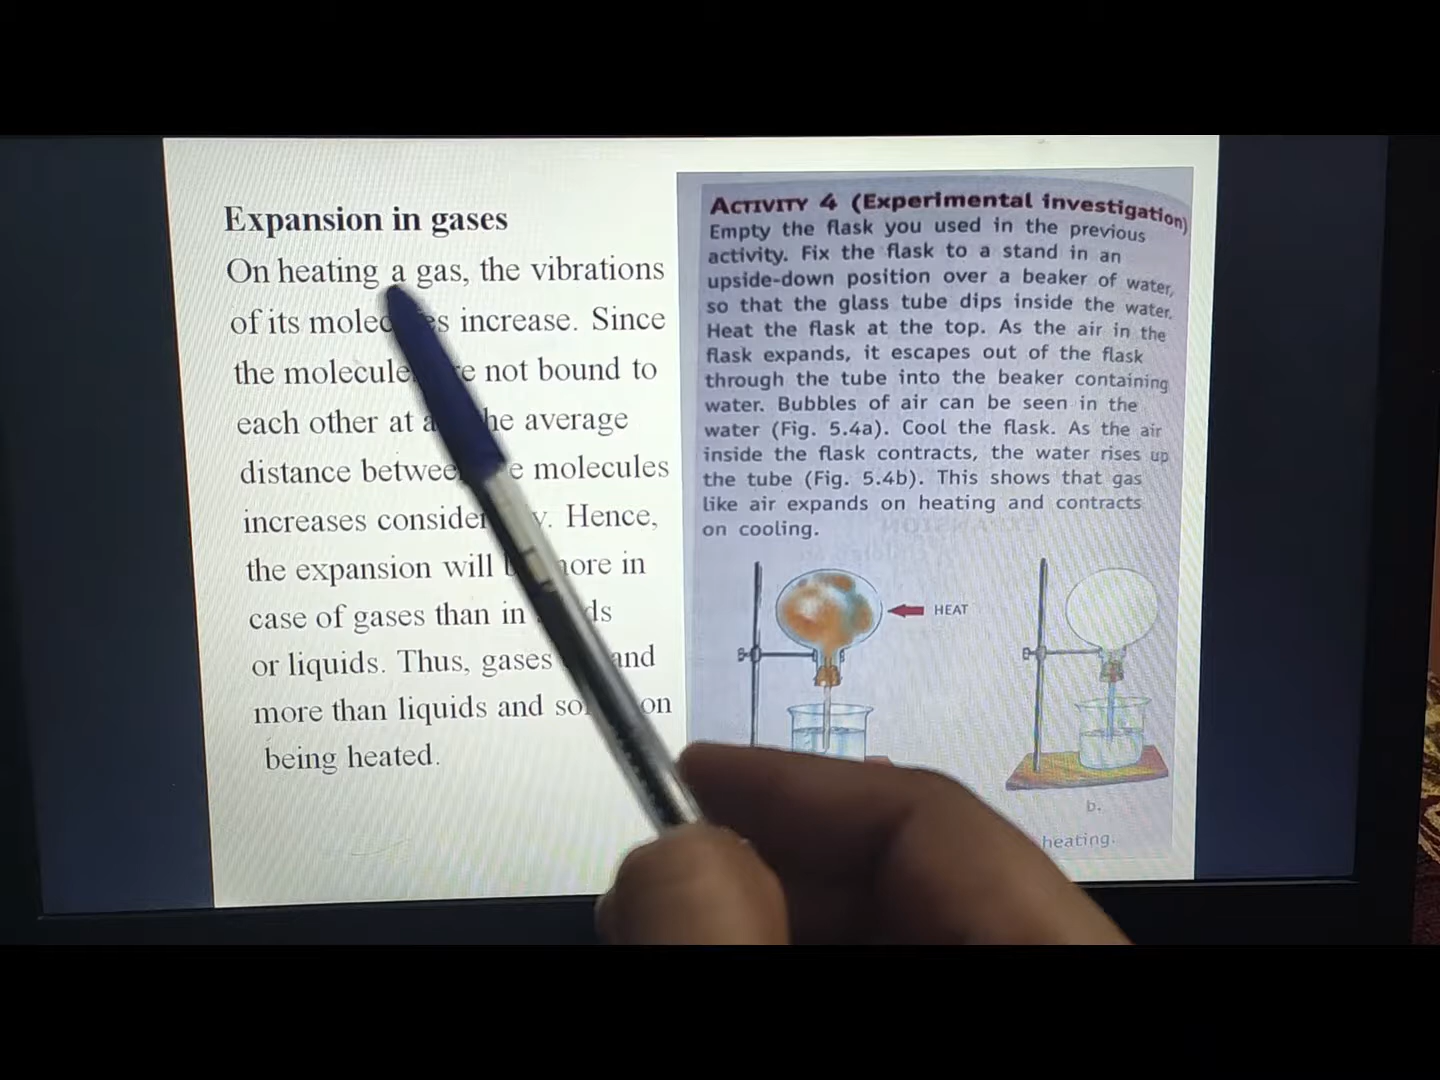 Expansion in gases
On heating a gas, the vibrations
of its molecules increase. Since
the molecules not bound to
each other at the average
distance between molecules
increases considerably. Hence,
the expansion will more in
case of gases than in
or liquids. Thus, gases
more than liquids and on
being heated.
ACTIVITY 4 (Experimental investigation)
Empty the flask you used in the previous
activity. Fix the flask to a stand in an
upside-down position over a beaker of water,
so that the glass tube dips inside the water.
Heat the flask at the top. As the air in the
flask expands, it escapes out of the flask
through the tube into the beaker containing
water. Bubbles of air can be seen in the
water (Fig. 5.4a). Cool the flask. As the air
inside the flask contracts, the water rises up
the tube (Fig. 5.4b). This shows that gas
like air expands on heating and contracts
on cooling.
HEAT
b.
heating.